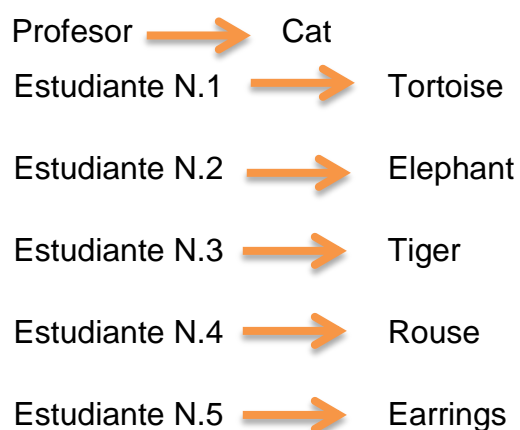 Profesor Cat
Estudiante N.1 Tortoise
Estudiante N.2 Elephant
Estudiante N.3 Tiger
Estudiante N.4 Rouse
Estudiante N.5 Earrings